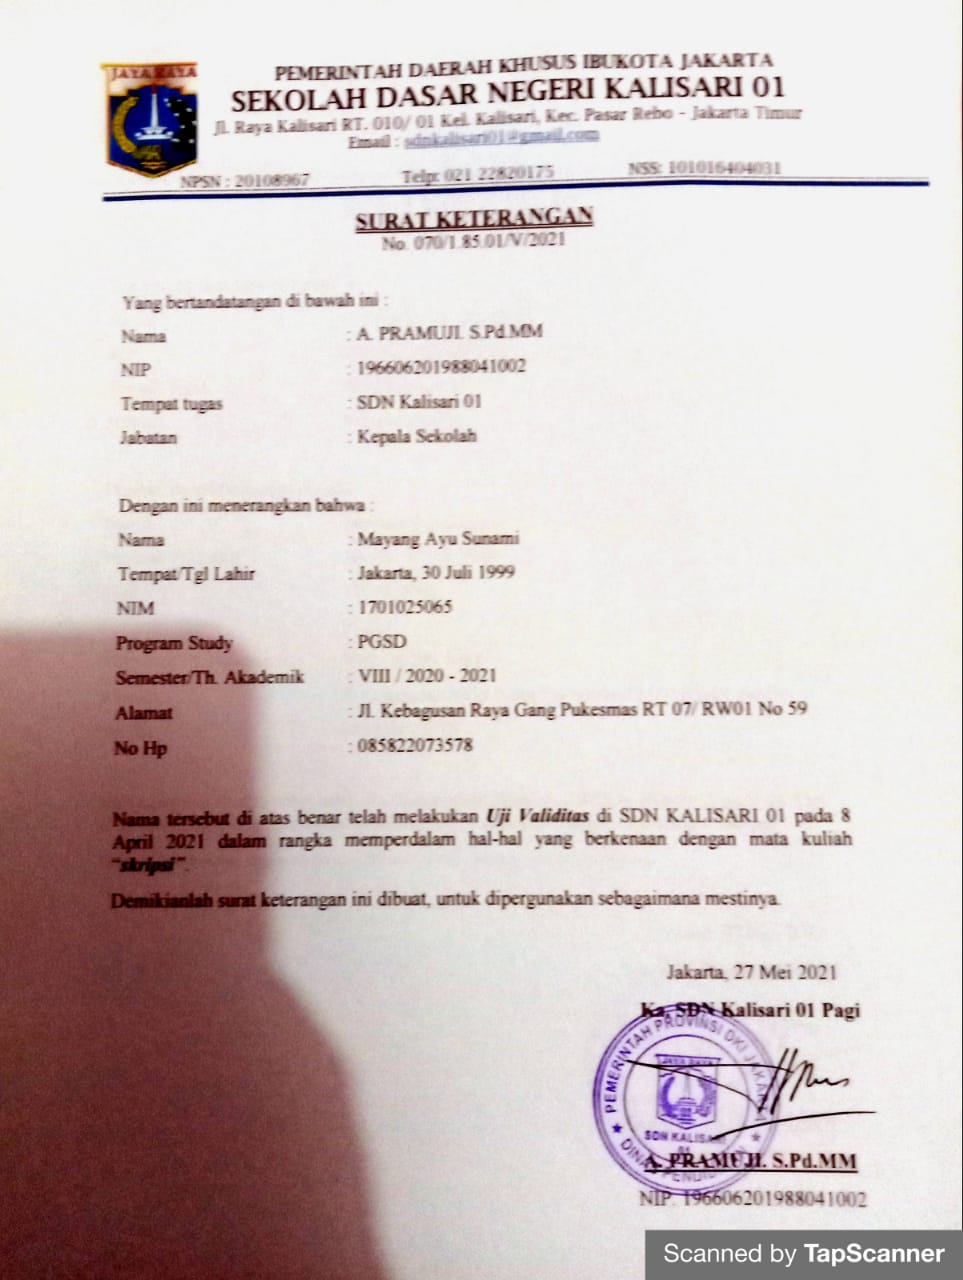 JAYA RAYA
PEMERINTAH DAERAH KHUSUS IBUKOTA JAKARTA
SEKOLAH DASAR NEGERI KALISARI 01
Jl. Raya Kalisari RT. 010/ 01 Kel. Kalisari, Kec. Pasar Rebo - Jakarta Timur
Email : sdnkalisari01@gmail.com
NPSN : 20108967 Telp: 021 22820175 NSS: 101016404031
SURAT KETERANGAN
No. 070/1.85.01/V/2021
Yang bertandatangan di bawah ini :
Nama : A. PRAMUJI. S.Pd.MM
NIP : 196606201988041002
Tempat tugas : SDN Kalisari 01
Jabatan : Kepala Sekolah
Dengan ini menerangkan bahwa :
Nama : Mayang Ayu Sunami
Tempat/Tgl Lahir : Jakarta, 30 Juli 1999
NIM : 1701025065
Program Study : PGSD
Semester/Th. Akademik : VIII / 2020 - 2021
Alamat : Jl. Kebagusan Raya Gang Pukesmas RT 07/ RW01 No 59
No Hp : 085822073578
Nama tersebut di atas benar telah melakukan Uji Validitas di SDN KALISARI 01 pada 8
April 2021 dalam rangka memperdalam hal-hal yang berkenaan dengan mata kuliah
“skripsi”.
Demikianlah surat keterangan ini dibuat, untuk dipergunakan sebagaimana mestinya.
Jakarta, 27 Mei 2021
Ka. SDN Kalisari 01 Pagi
PEMERINTAH PROVINSI DKI JAKARTA
JAYA RAYA
SDN KALISARI
DINAS PENDIDIKAN
A. PRAMUJI. S.Pd.MM
NIP. 196606201988041002
Scanned by TapScanner